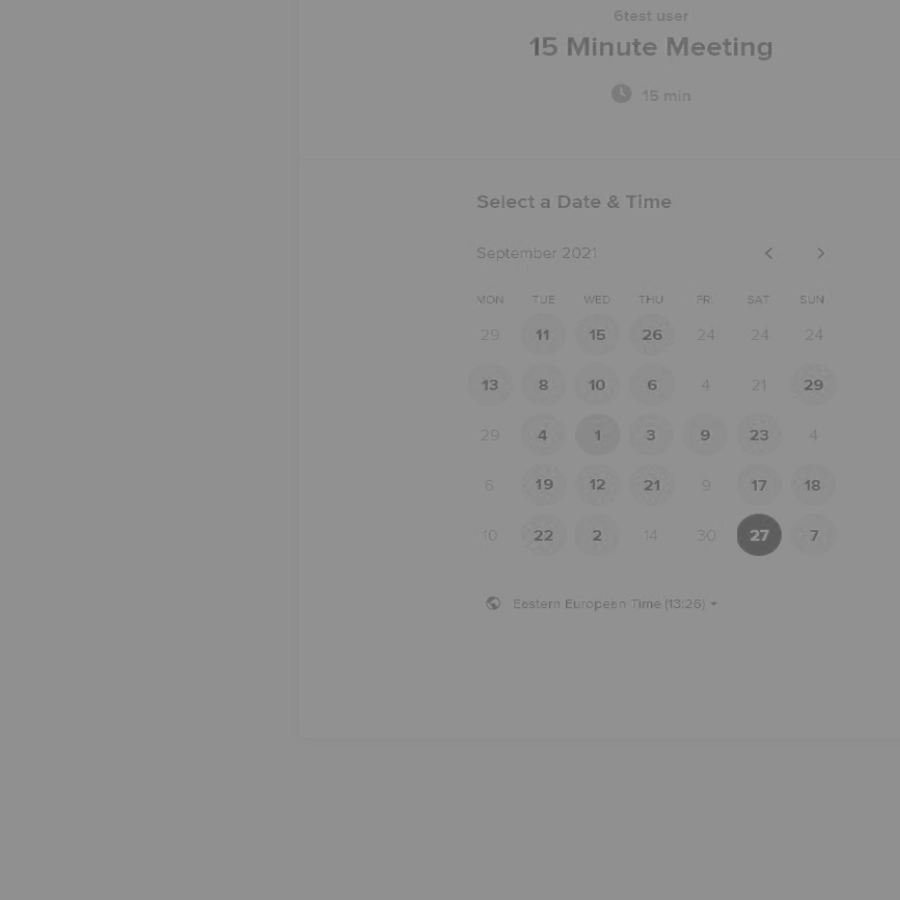 6test user
15 Minute Meeting
15 min
Select a Date & Time
September 2021
MON TUE WED THU FRI SAT SUN
29 11 15 26 24 24 24
13 8 10 6 4 21 29
29 4 1 3 9 23 4
6 19 12 21 9 17 18
10 22 2 14 30 27 7
Eastern European Time (13:26)